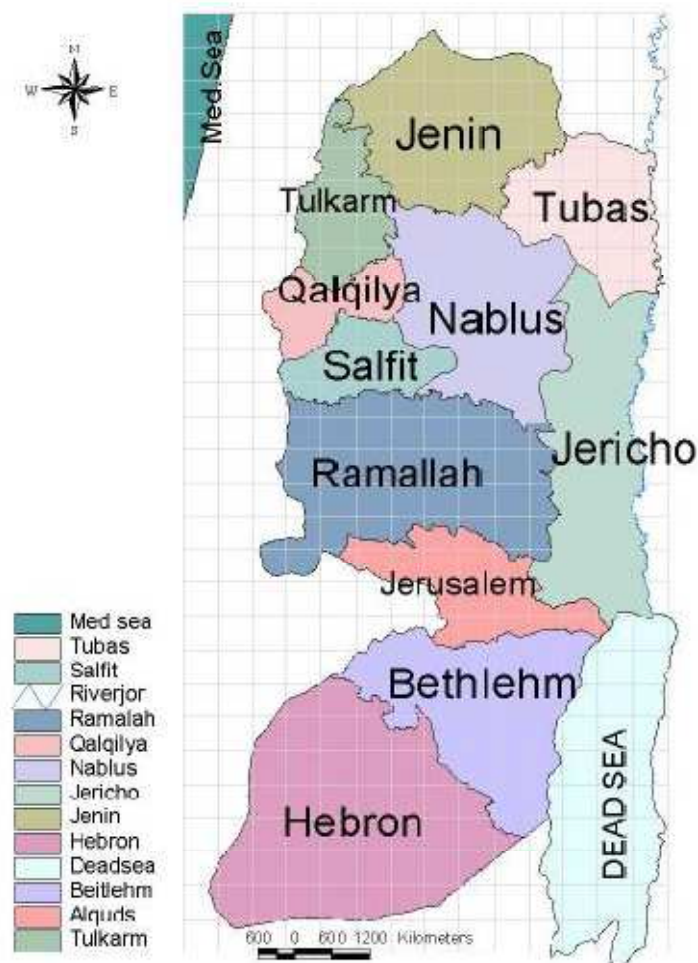 N
W E
S
Med.Sea
Jenin
Tulkarm
Tubas
Qalqilya
Nablus
Salfit
Jericho
Ramallah
Jerusalem
Bethlehm
Hebron
DEAD SEA
Med sea
Tubas
Salfit
Riverjor
Ramalah
Qalqilya
Nablus
Jericho
Jenin
Hebron
Deadsea
Beitlehm
Alquds
Tulkarm
600 0 600 1200 Kilometers